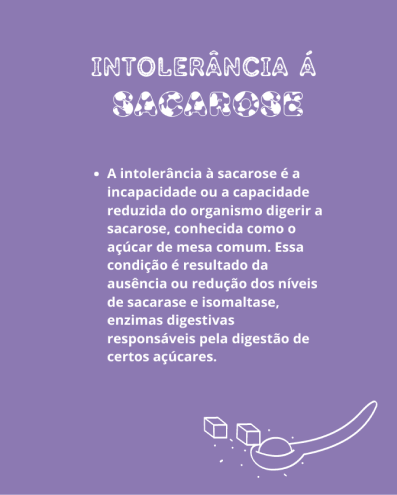 INTOLERÂNCIA Á
SACAROSE
• A intolerância à sacarose é a
incapacidade ou a capacidade
reduzida do organismo digerir a
sacarose, conhecida como o
açúcar de mesa comum. Essa
condição é resultado da
ausência ou redução dos níveis
de sacarase e isomaltase,
enzimas digestivas
responsáveis pela digestão de
certos açúcares.